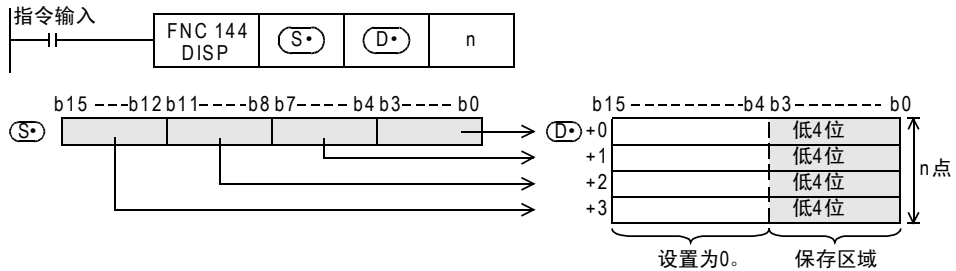 指令输入
FNC 144
DISP
S• D• n
b15 ---b12 b11----b8 b7---- b4 b3---- b0
S•
b15 ----------b4 b3------- b0
D• +0 低4位
+1 低4位
+2 低4位
+3 低4位
n点
设置为0。 保存区域